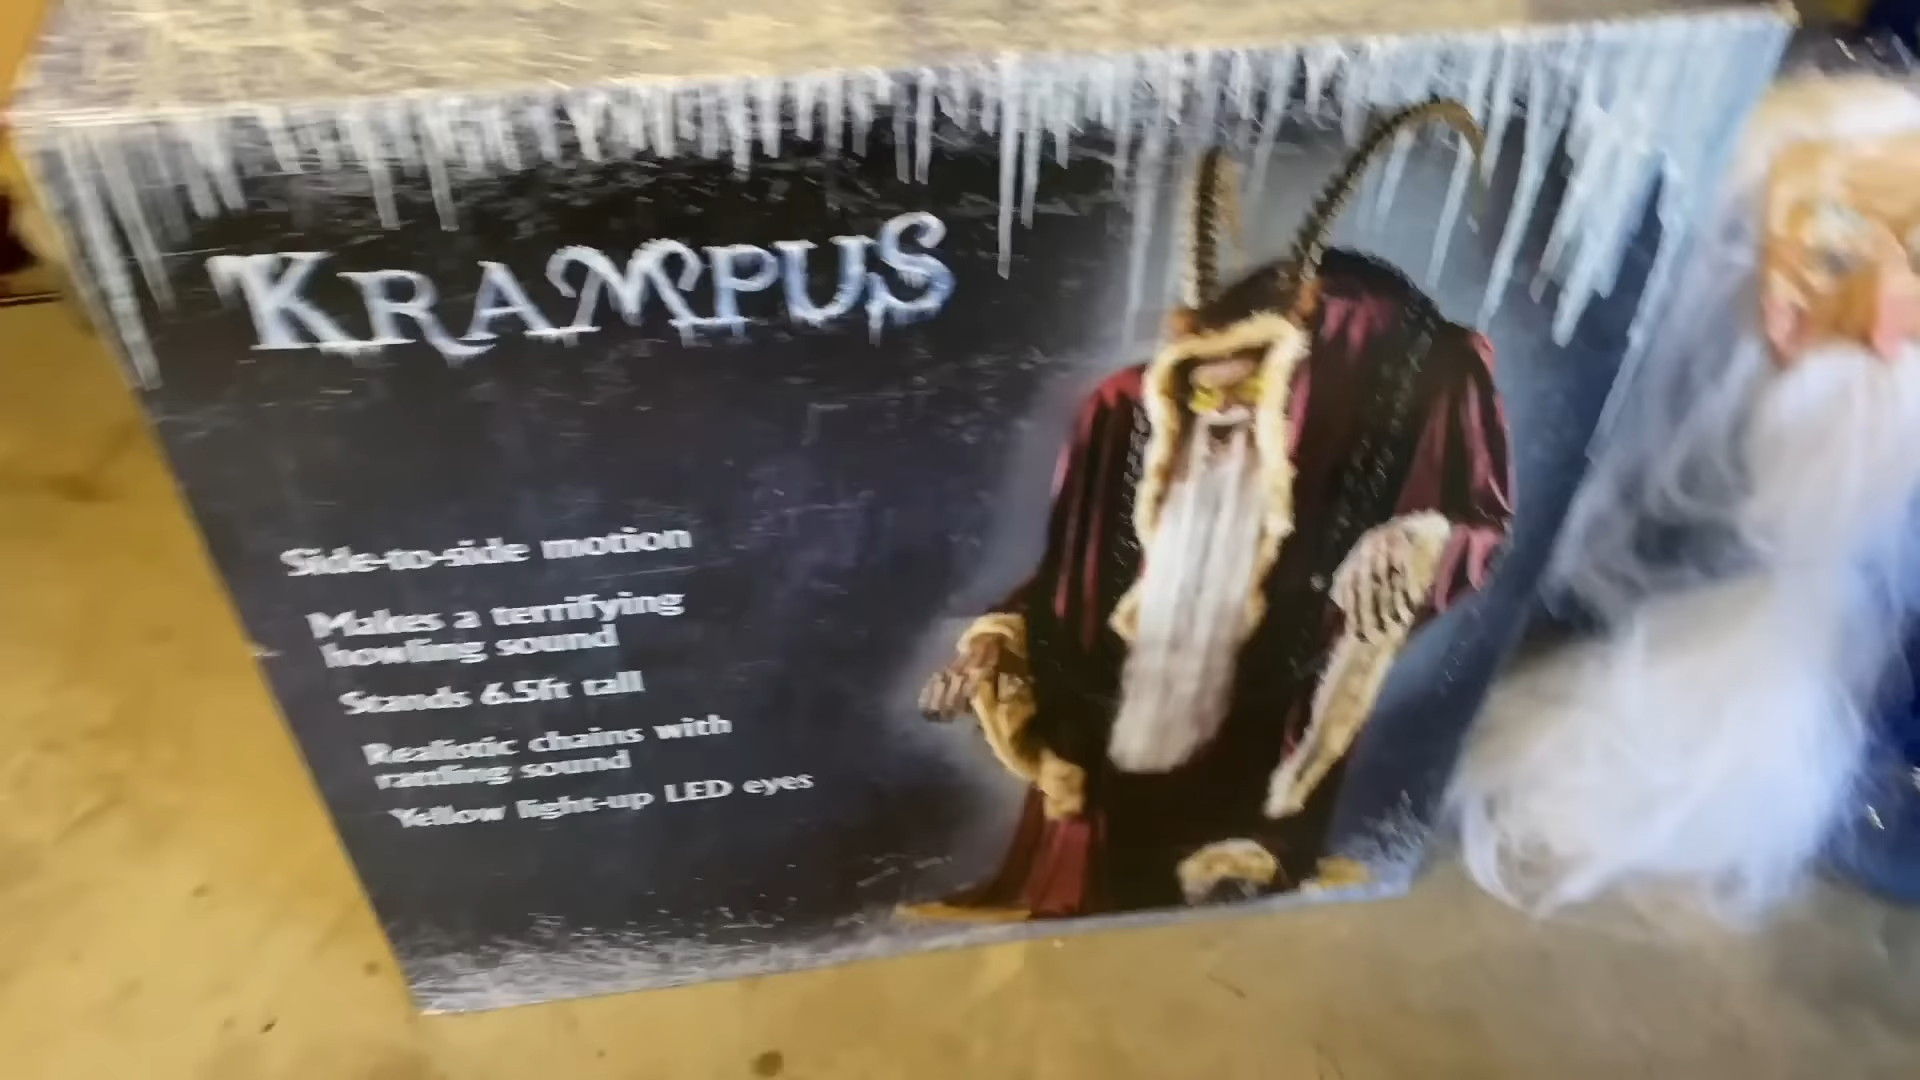 KRAMPUS
Side-to-side motion
Makes a terrifying
howling sound
Stands 6.5ft tall
Realistic chains with
rattling sound
Yellow light-up LED eyes